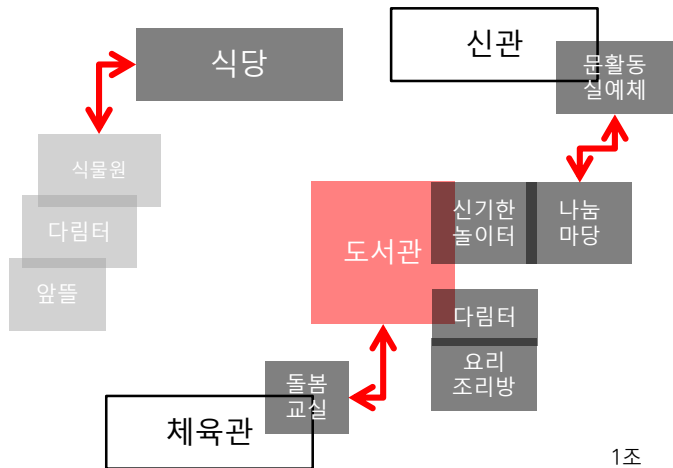 신관
식당
문활동
실예체
식물원
신기한
놀이터
나눔
마당
다림터
도서관
앞뜰
다림터
요리
조리방
돌봄
교실
체육관
1조